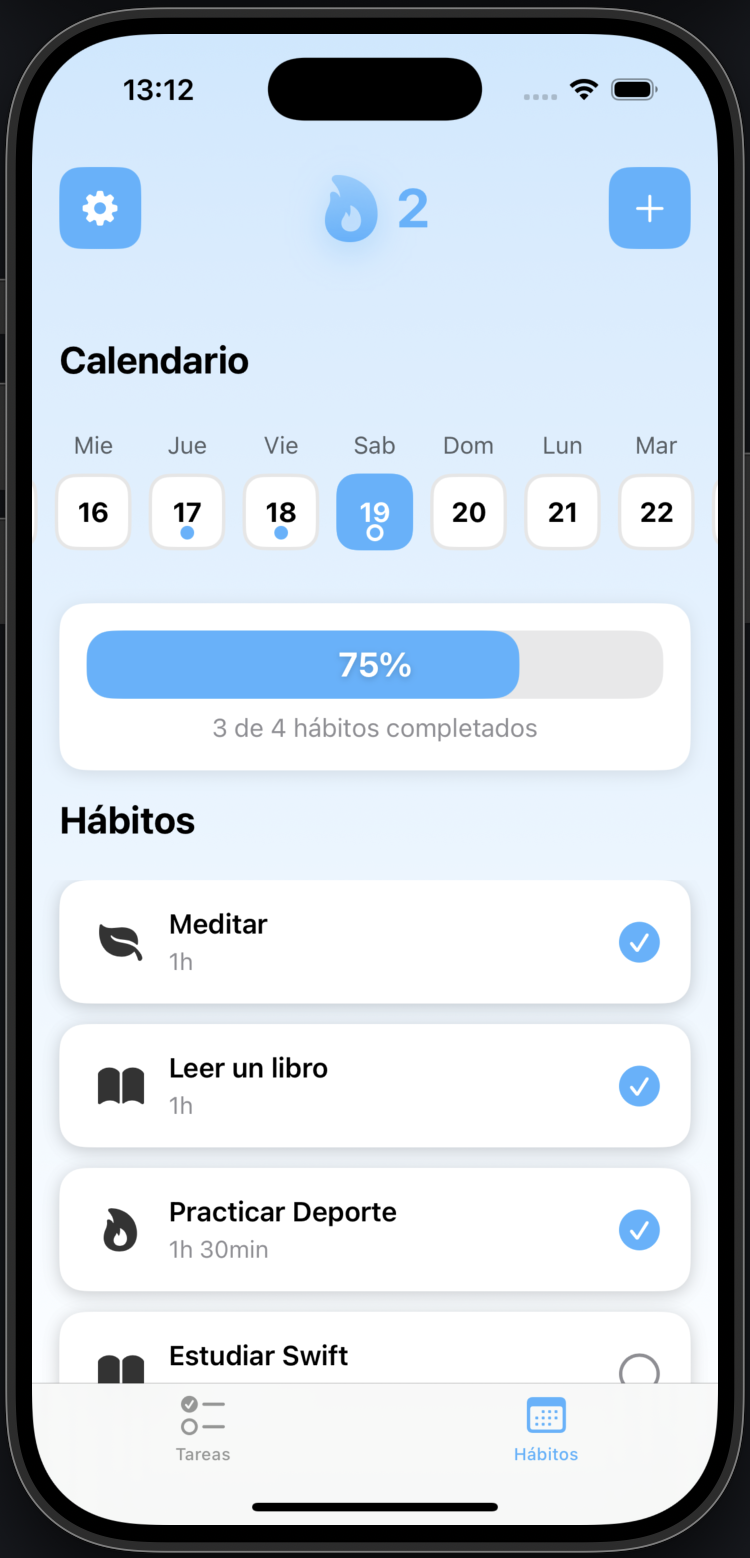 13:12
2
Calendario
Mie Jue Vie Sab Dom Lun Mar
16 17 18 19 20 21 22
75%
3 de 4 hábitos completados
Hábitos
Meditar
1h
Leer un libro
1h
Practicar Deporte
1h 30min
Estudiar Swift
Tareas Hábitos